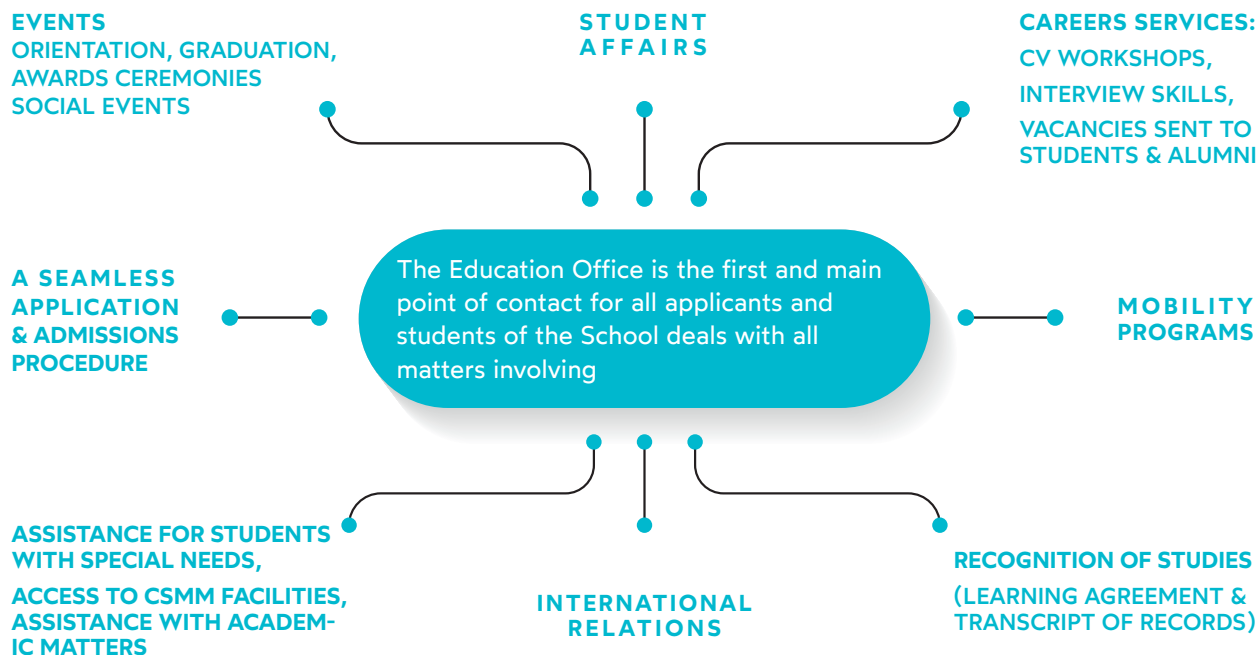 EVENTS
ORIENTATION, GRADUATION,
AWARDS CEREMONIES
SOCIAL EVENTS
STUDENT
AFFAIRS
CAREERS SERVICES:
CV WORKSHOPS,
INTERVIEW SKILLS,
VACANCIES SENT TO
STUDENTS & ALUMNI
A SEAMLESS
APPLICATION
& ADMISSIONS
PROCEDURE
The Education Office is the first and main
point of contact for all applicants and
students of the School deals with all
matters involving
MOBILITY
PROGRAMS
ASSISTANCE FOR STUDENTS
WITH SPECIAL NEEDS,
ACCESS TO CSMM FACILITIES,
ASSISTANCE WITH ACADEM-
IC MATTERS
INTERNATIONAL
RELATIONS
RECOGNITION OF STUDIES
(LEARNING AGREEMENT &
TRANSCRIPT OF RECORDS)